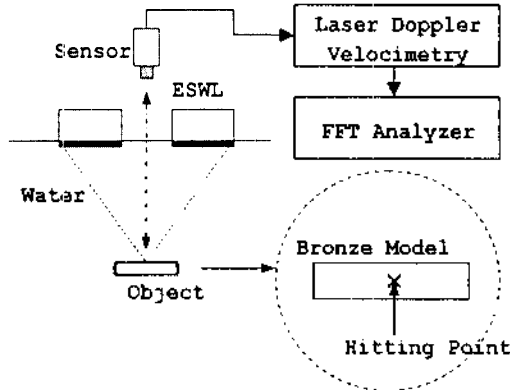 Sensor
Laser Doppler
Velocimetry
ESWL
FFT Analyzer
Water
Object
Bronze Model
Hitting Point